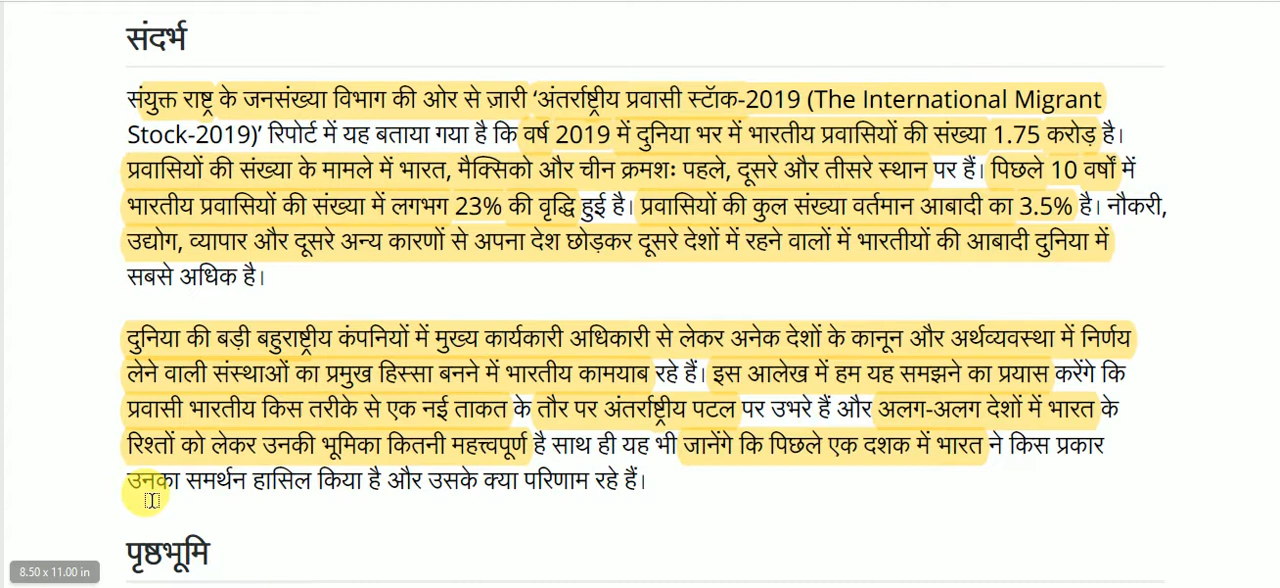 संदर्भ
संयुक्त राष्ट्र के जनसंख्या विभाग की ओर से ज़ारी ‘अंतर्राष्ट्रीय प्रवासी स्टॉक-2019 (The International Migrant
Stock-2019)’ रिपोर्ट में यह बताया गया है कि वर्ष 2019 में दुनिया भर में भारतीय प्रवासियों की संख्या 1.75 करोड़ है।
प्रवासियों की संख्या के मामले में भारत, मैक्सिको और चीन क्रमशः पहले, दूसरे और तीसरे स्थान पर हैं। पिछले 10 वर्षों में
भारतीय प्रवासियों की संख्या में लगभग 23% की वृद्धि हुई है। प्रवासियों की कुल संख्या वर्तमान आबादी का 3.5% है। नौकरी,
उद्योग, व्यापार और दूसरे अन्य कारणों से अपना देश छोड़कर दूसरे देशों में रहने वालों में भारतीयों की आबादी दुनिया में
सबसे अधिक है।
दुनिया की बड़ी बहुराष्ट्रीय कंपनियों में मुख्य कार्यकारी अधिकारी से लेकर अनेक देशों के कानून और अर्थव्यवस्था में निर्णय
लेने वाली संस्थाओं का प्रमुख हिस्सा बनने में भारतीय कामयाब रहे हैं। इस आलेख में हम यह समझने का प्रयास करेंगे कि
प्रवासी भारतीय किस तरीके से एक नई ताकत के तौर पर अंतर्राष्ट्रीय पटल पर उभरे हैं और अलग-अलग देशों में भारत के
रिश्तों को लेकर उनकी भूमिका कितनी महत्त्वपूर्ण है साथ ही यह भी जानेंगे कि पिछले एक दशक में भारत ने किस प्रकार
उनका समर्थन हासिल किया है और उसके क्या परिणाम रहे हैं।
पृष्ठभूमि
8.50 x 11.00 in